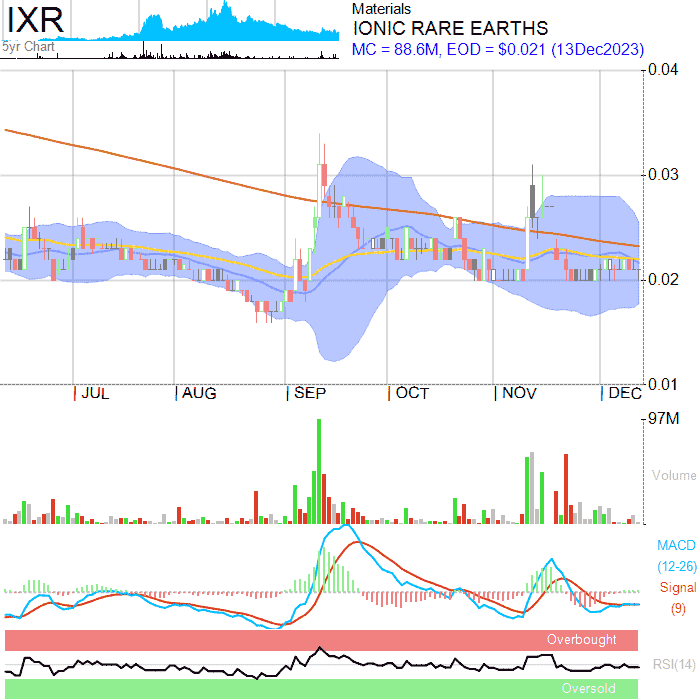 IXR
5yr Chart
Materials
IONIC RARE EARTHS
MC = 88.6M, EOD = $0.021 (13Dec2023)
0.04
0.03
0.02
0.01
JUL AUG SEP OCT NOV DEC
97M
Volume
MACD
(12-26)
Signal
(9)
Overbought
RSI(14)
Oversold